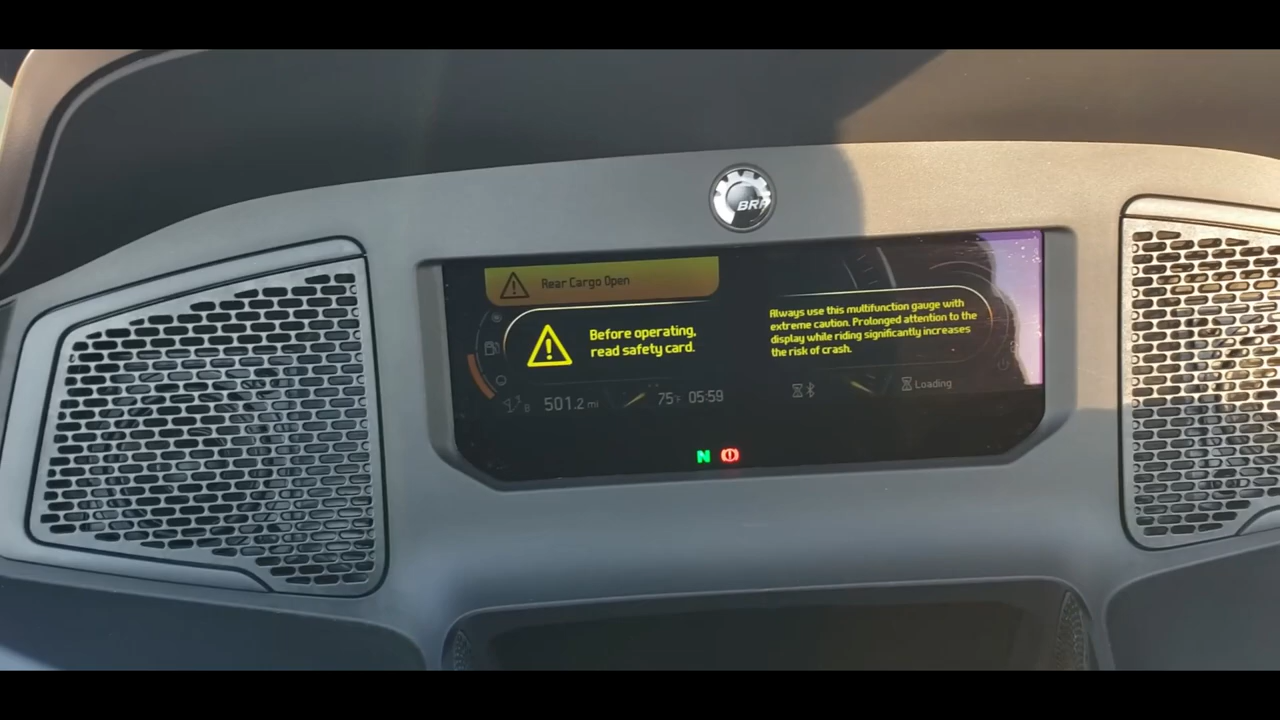 BRP
Rear Cargo Open
Before operating,
read safety card.
Always use this multifunction gauge with
extreme caution. Prolonged attention to the
display while riding significantly increases
the risk of crash.
B 501.2 mi
75°F 05:59
Loading
N